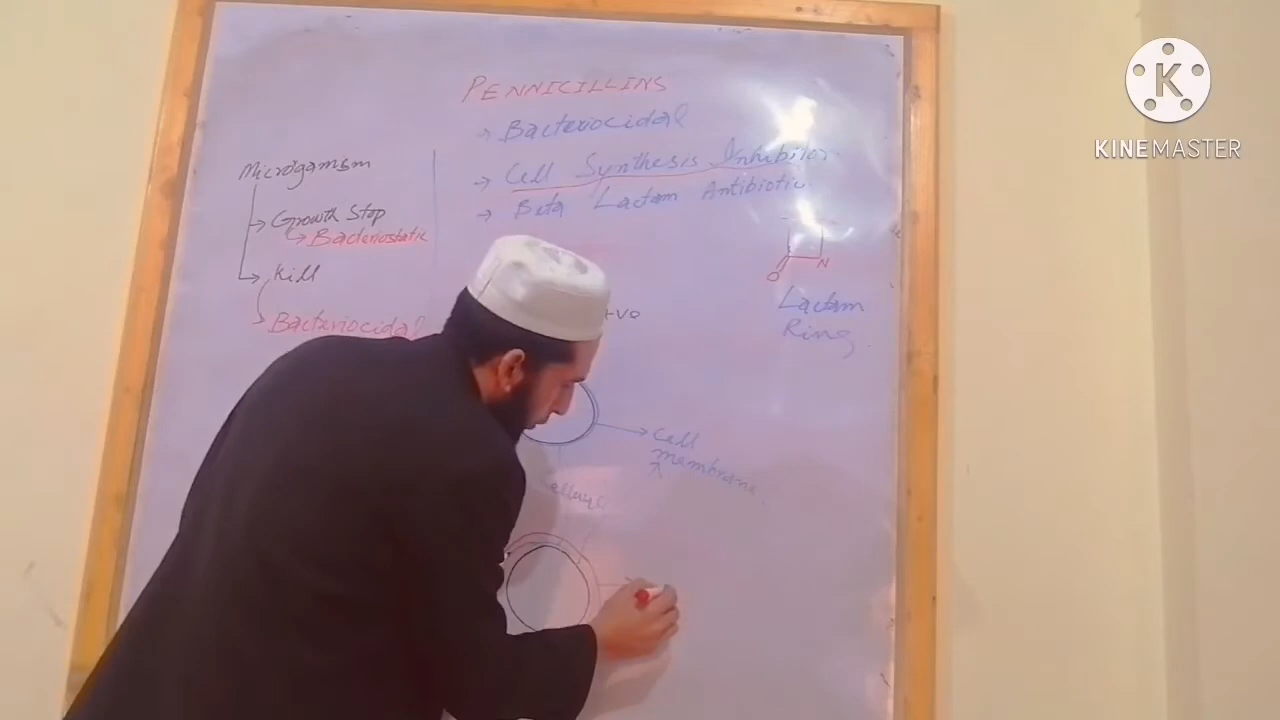 PENNICILLINS
→ Bacteriocidal
→ Cell Synthesis Inhibitor
→ Beta Lactam Antibiotic
Microganism
→ Growth Stop
→ Bacteriostatic
→ Kill
Bacteriocidal
O
N
Lactam
Ring
+ve
→ Cell
membrane
K
KINEMASTER